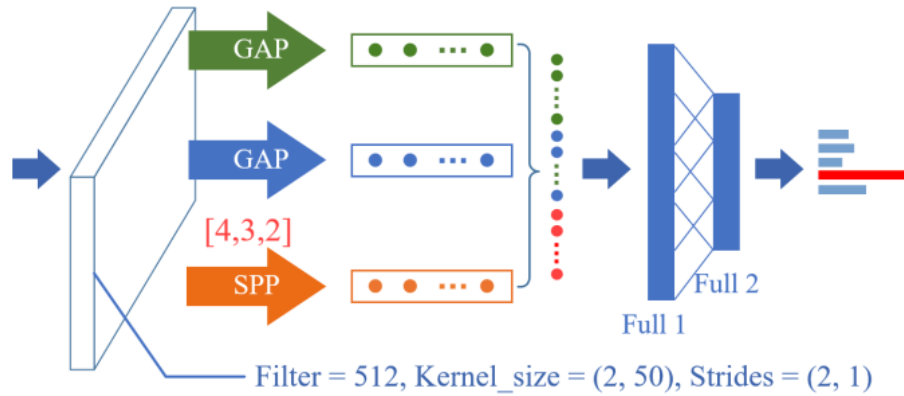 GAP
GAP
[4,3,2]
SPP
Full 2
Full 1
Filter = 512, Kernel_size = (2, 50), Strides = (2, 1)